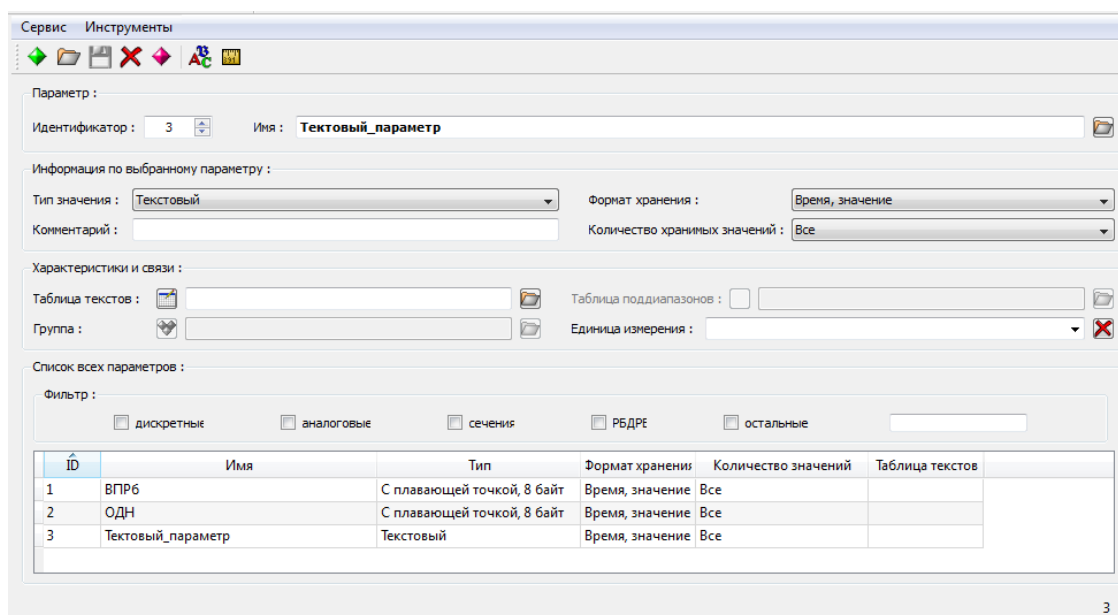 Сервис Инструменты
Параметр :
Идентификатор : 3 Имя : Тектовый_параметр
Информация по выбранному параметру :
Тип значения : Текстовый Формат хранения : Время, значение
Комментарий : Количество хранимых значений : Все
Характеристики и связи :
Таблица текстов : Таблица поддиапазонов :
Группа : Единица измерения :
Список всех параметров :
Фильтр :
дискретные аналоговые сечения РБДРЕ остальные
ID Имя Тип Формат хранения Количество значений Таблица текстов
1 ВПР6 С плавающей точкой, 8 байт Время, значение Все
2 ОДН С плавающей точкой, 8 байт Время, значение Все
3 Тектовый_параметр Текстовый Время, значение Все
3